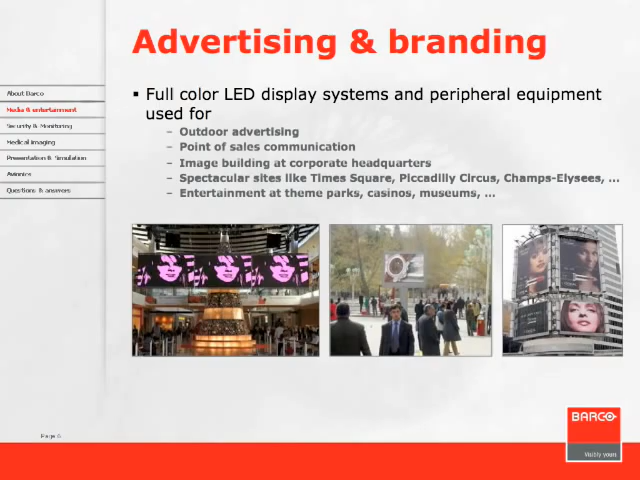 Advertising & branding
About Barco
Media & entertainment
Security & Monitoring
Medical Imaging
Presentation & Simulation
Avionics
Questions & answers
▪ Full color LED display systems and peripheral equipment
used for
– Outdoor advertising
– Point of sales communication
– Image building at corporate headquarters
– Spectacular sites like Times Square, Piccadilly Circus, Champs-Elysees, ...
– Entertainment at theme parks, casinos, museums, ...
Page 6
BARCO
Visibly yours